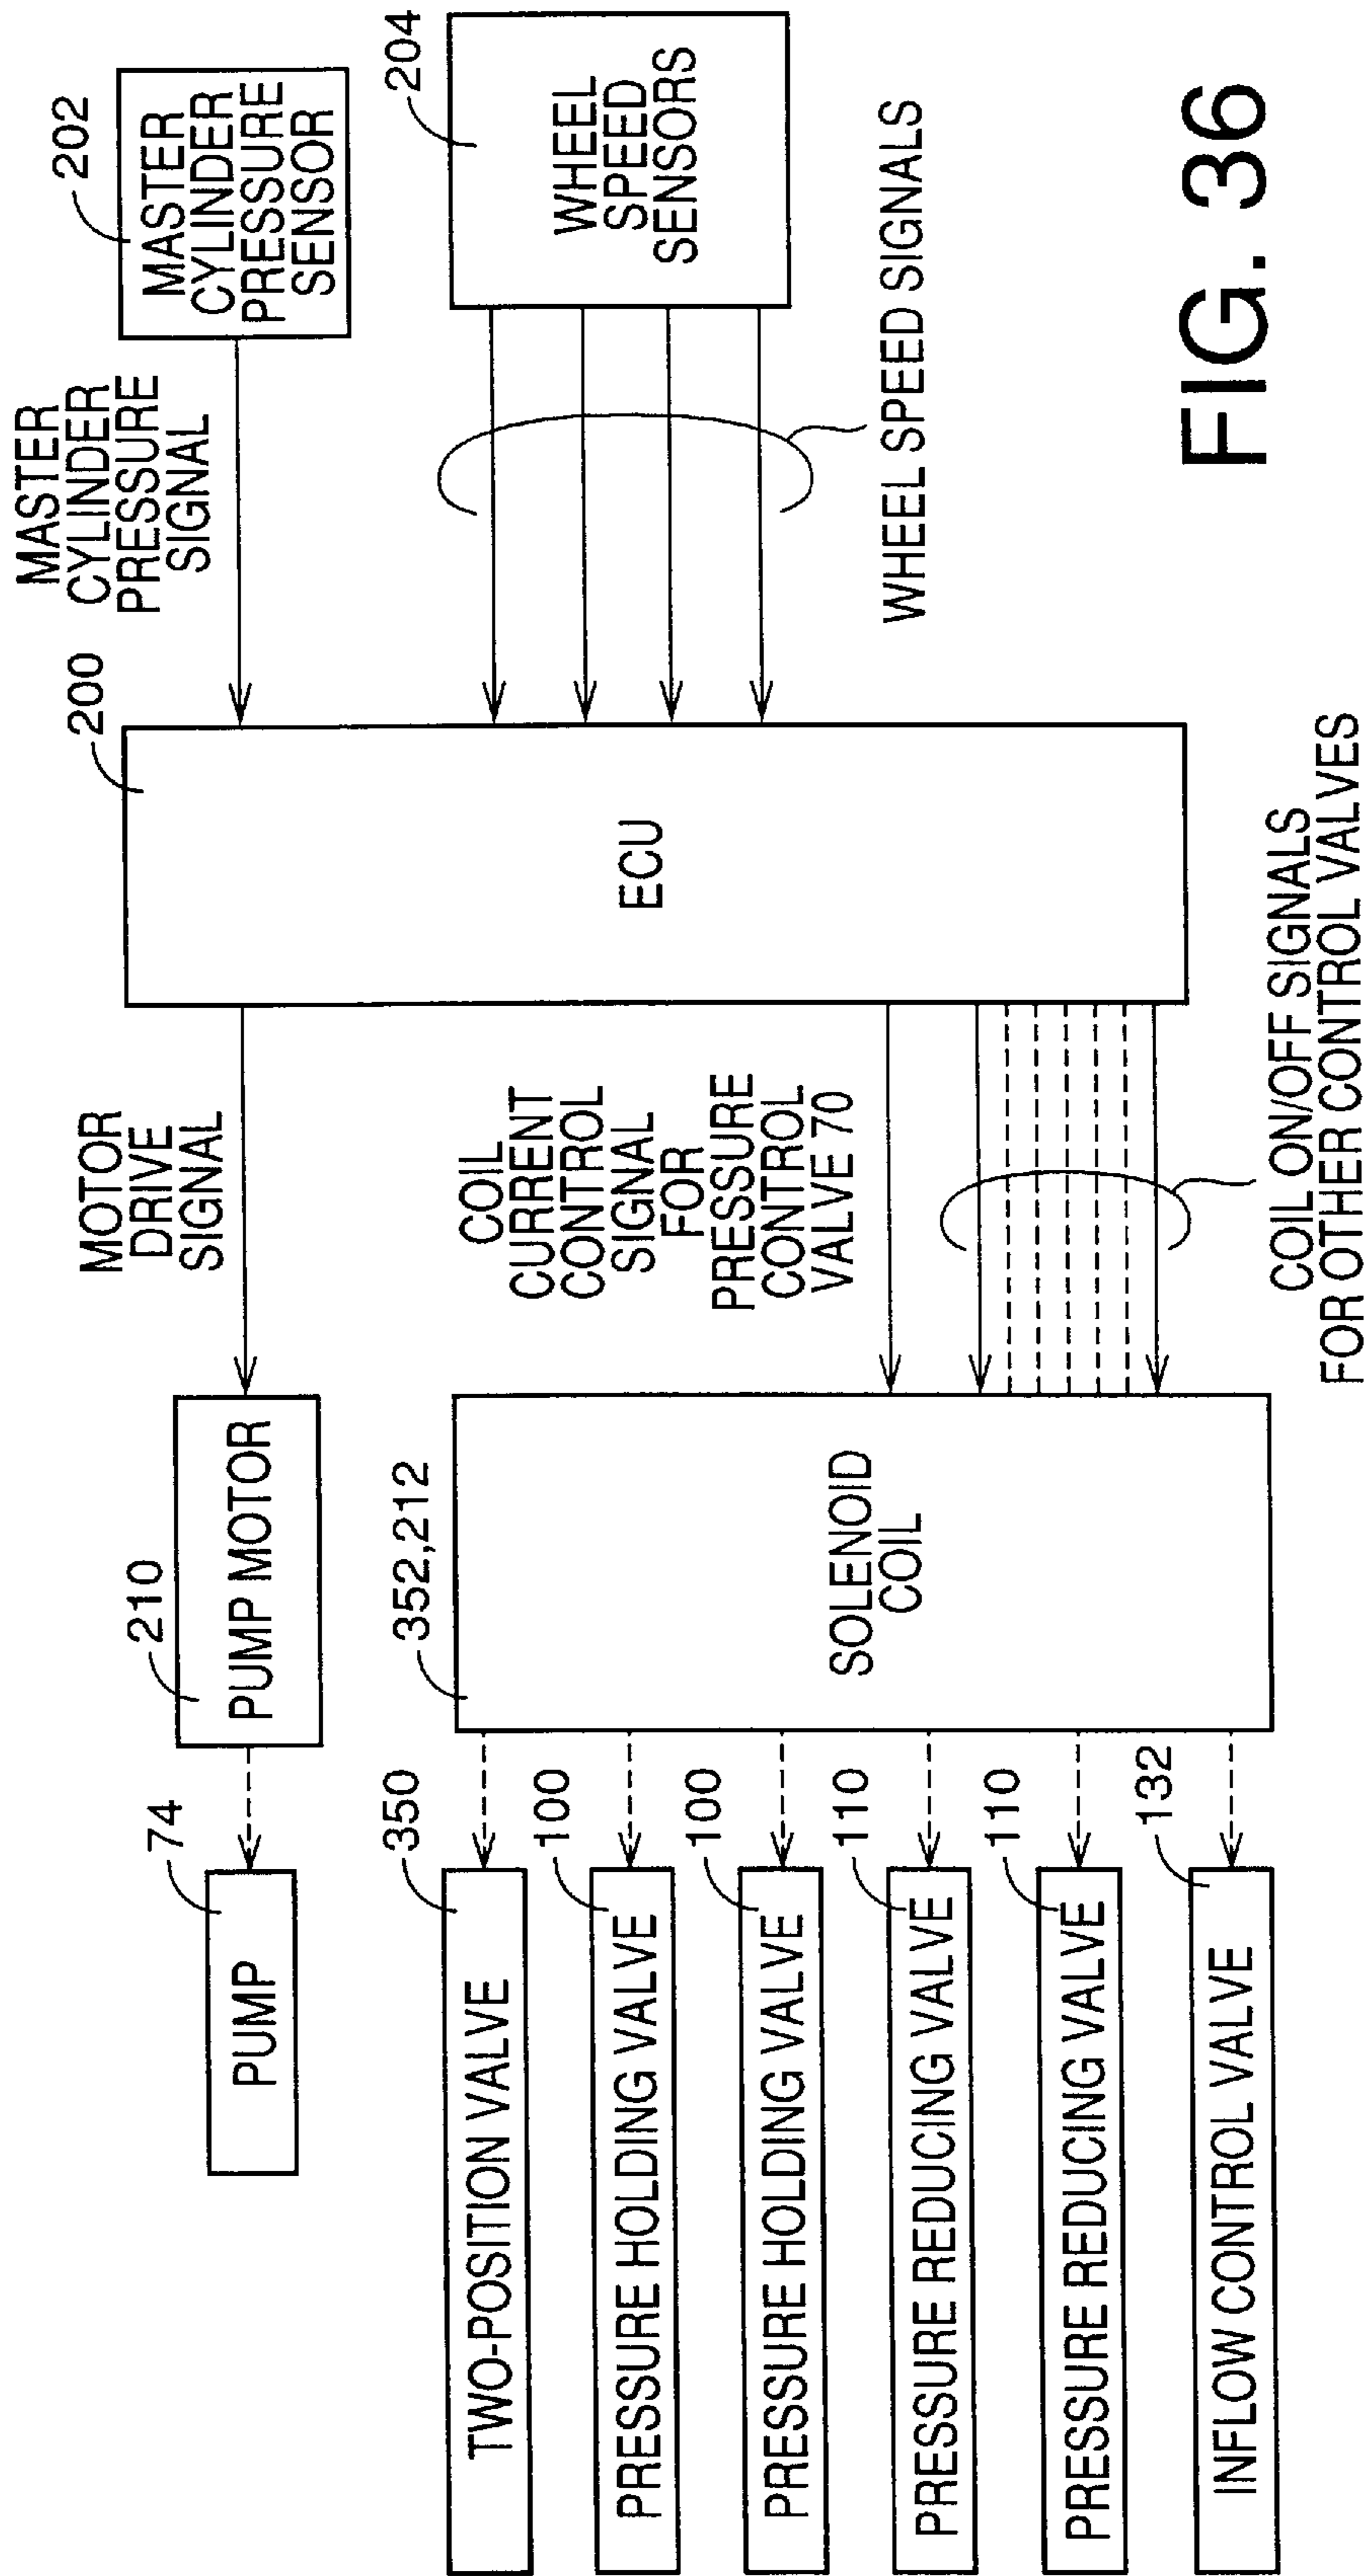 202
MASTER
CYLINDER
PRESSURE
SENSOR
204
WHEEL
SPEED
SENSORS
MASTER
CYLINDER
PRESSURE
SIGNAL
WHEEL SPEED SIGNALS
200
ECU
MOTOR
DRIVE
SIGNAL
COIL
CURRENT
CONTROL
SIGNAL
FOR
PRESSURE
CONTROL
VALVE 70
COIL ON/OFF SIGNALS
FOR OTHER CONTROL VALVES
210
PUMP MOTOR
352,212
SOLENOID
COIL
74
PUMP
350
TWO-POSITION VALVE
100
PRESSURE HOLDING VALVE
100
PRESSURE HOLDING VALVE
110
PRESSURE REDUCING VALVE
110
PRESSURE REDUCING VALVE
132
INFLOW CONTROL VALVE
FIG. 36